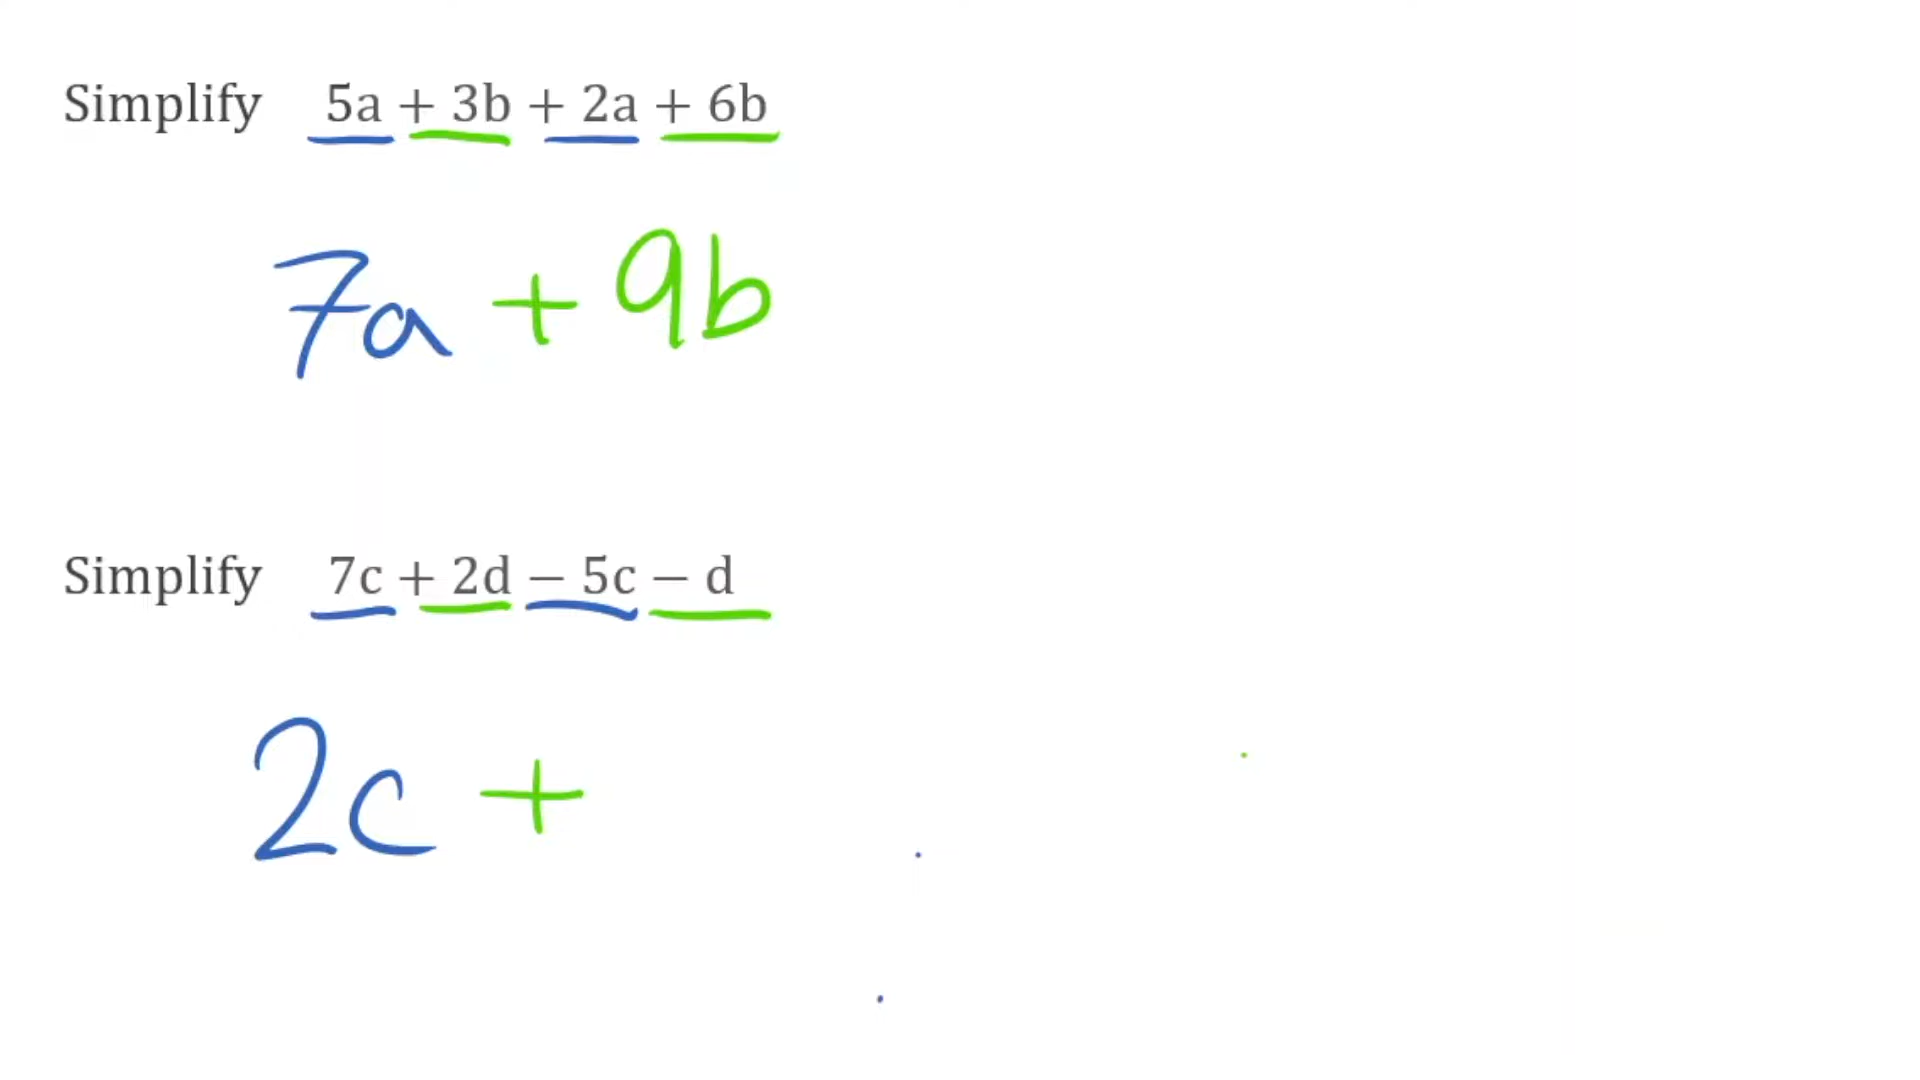 Simplify 5a + 3b + 2a + 6b
7a + 9b
Simplify 7c + 2d − 5c − d
2c +